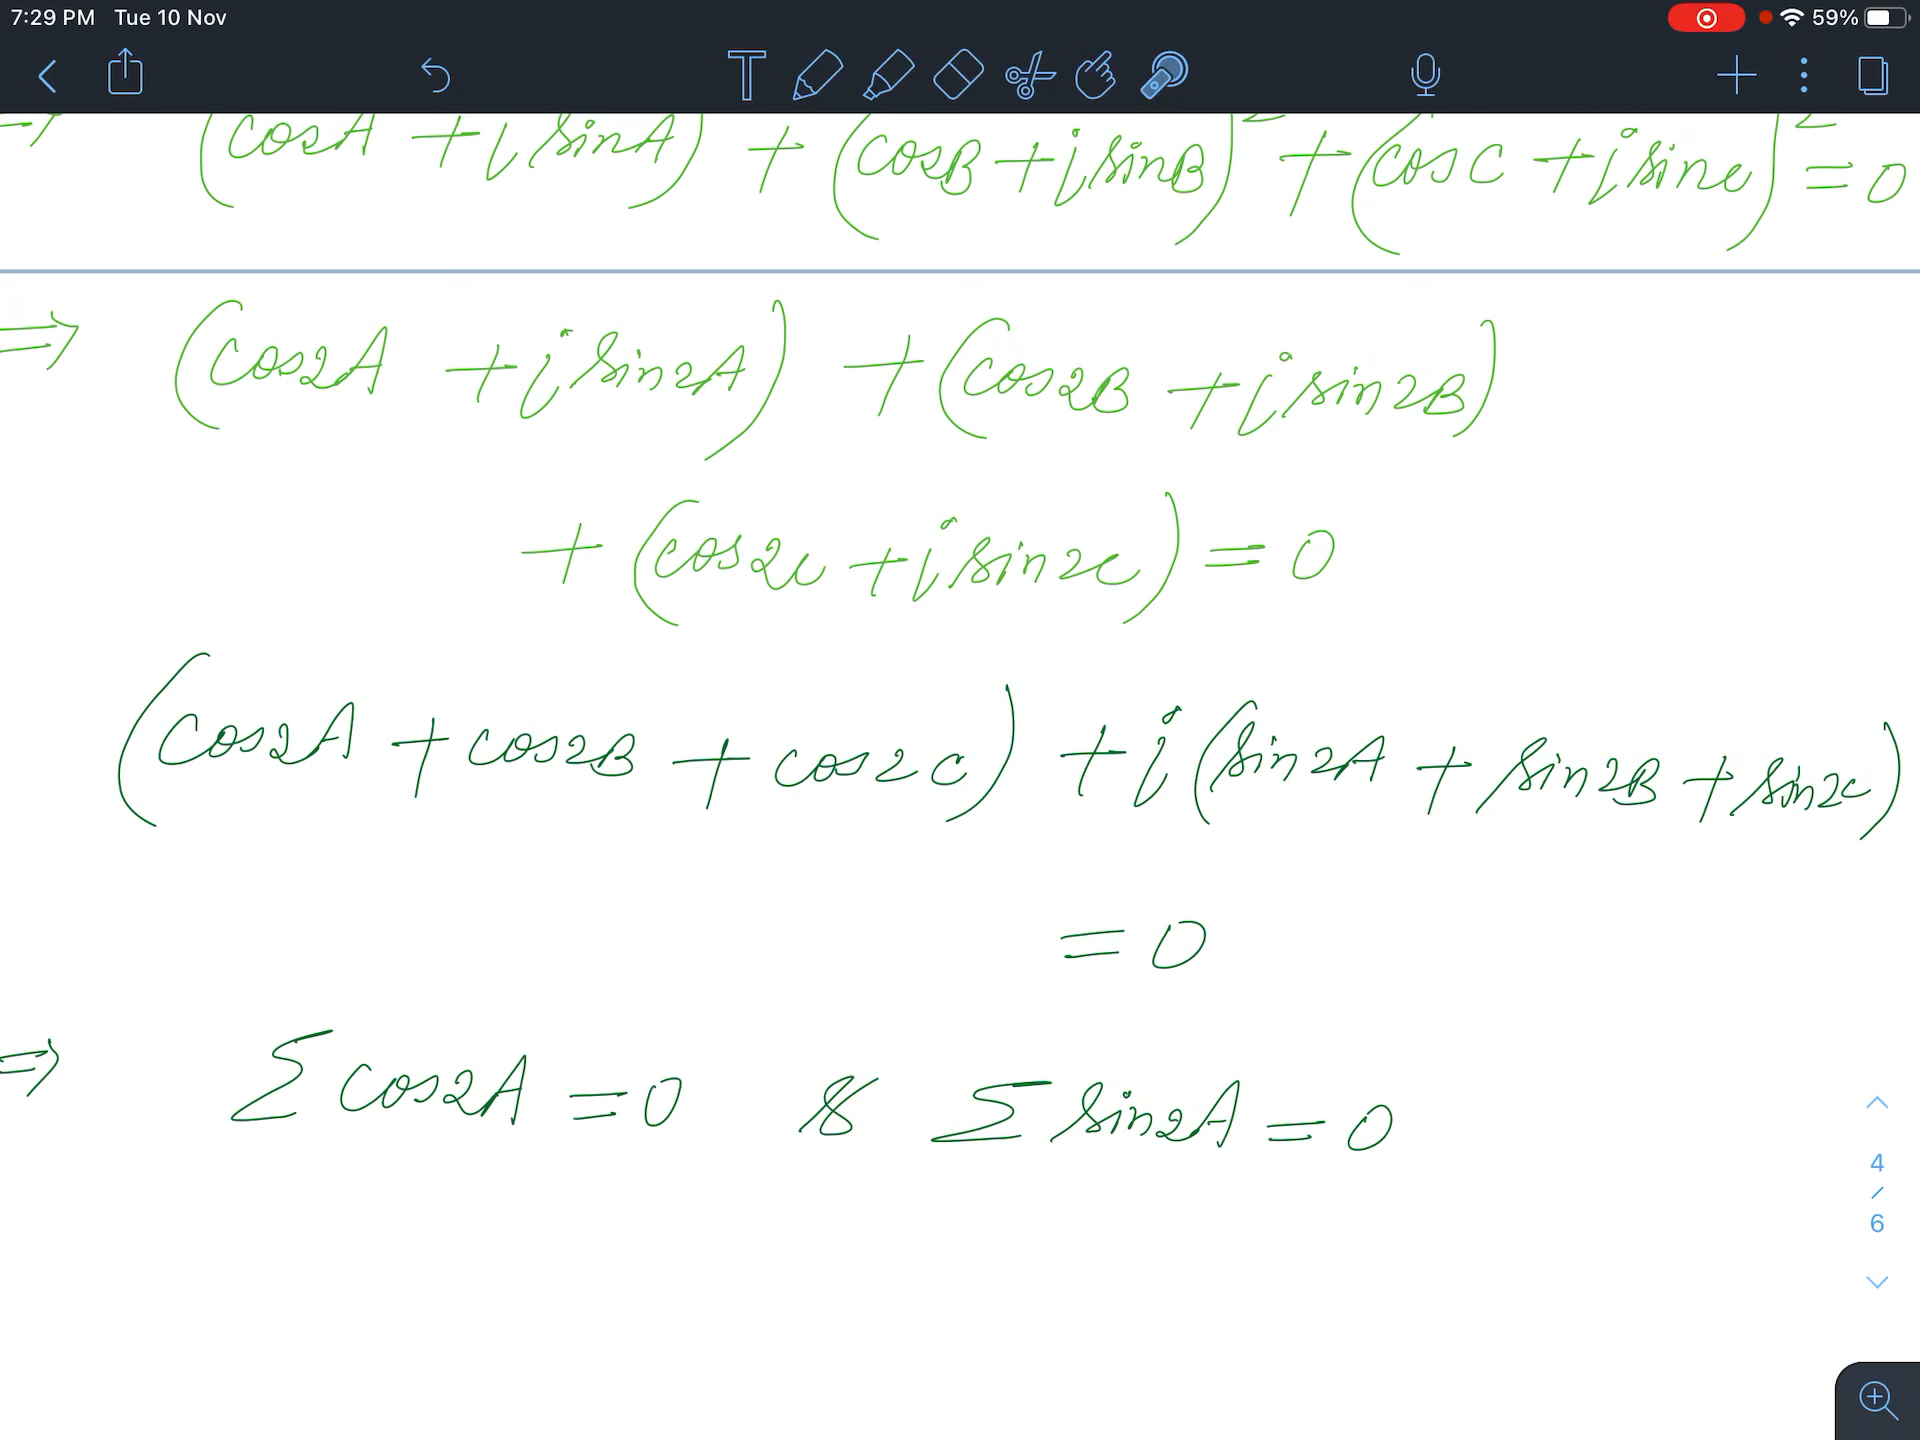 7:29 PM Tue 10 Nov 59%
T
⇒ (cosA + i sinA) + (cosB + i sinB)² + (cosC + i sinc)² = 0
⇒ (cos2A + i sin2A) + (cos2B + i sin2B)
+ (cos2c + i sin2c) = 0
(cos2A + cos2B + cos2c) + i (sin2A + sin2B + sin2c)
= 0
⇒ Σ cos2A = 0 & Σ sin2A = 0
4
/
6